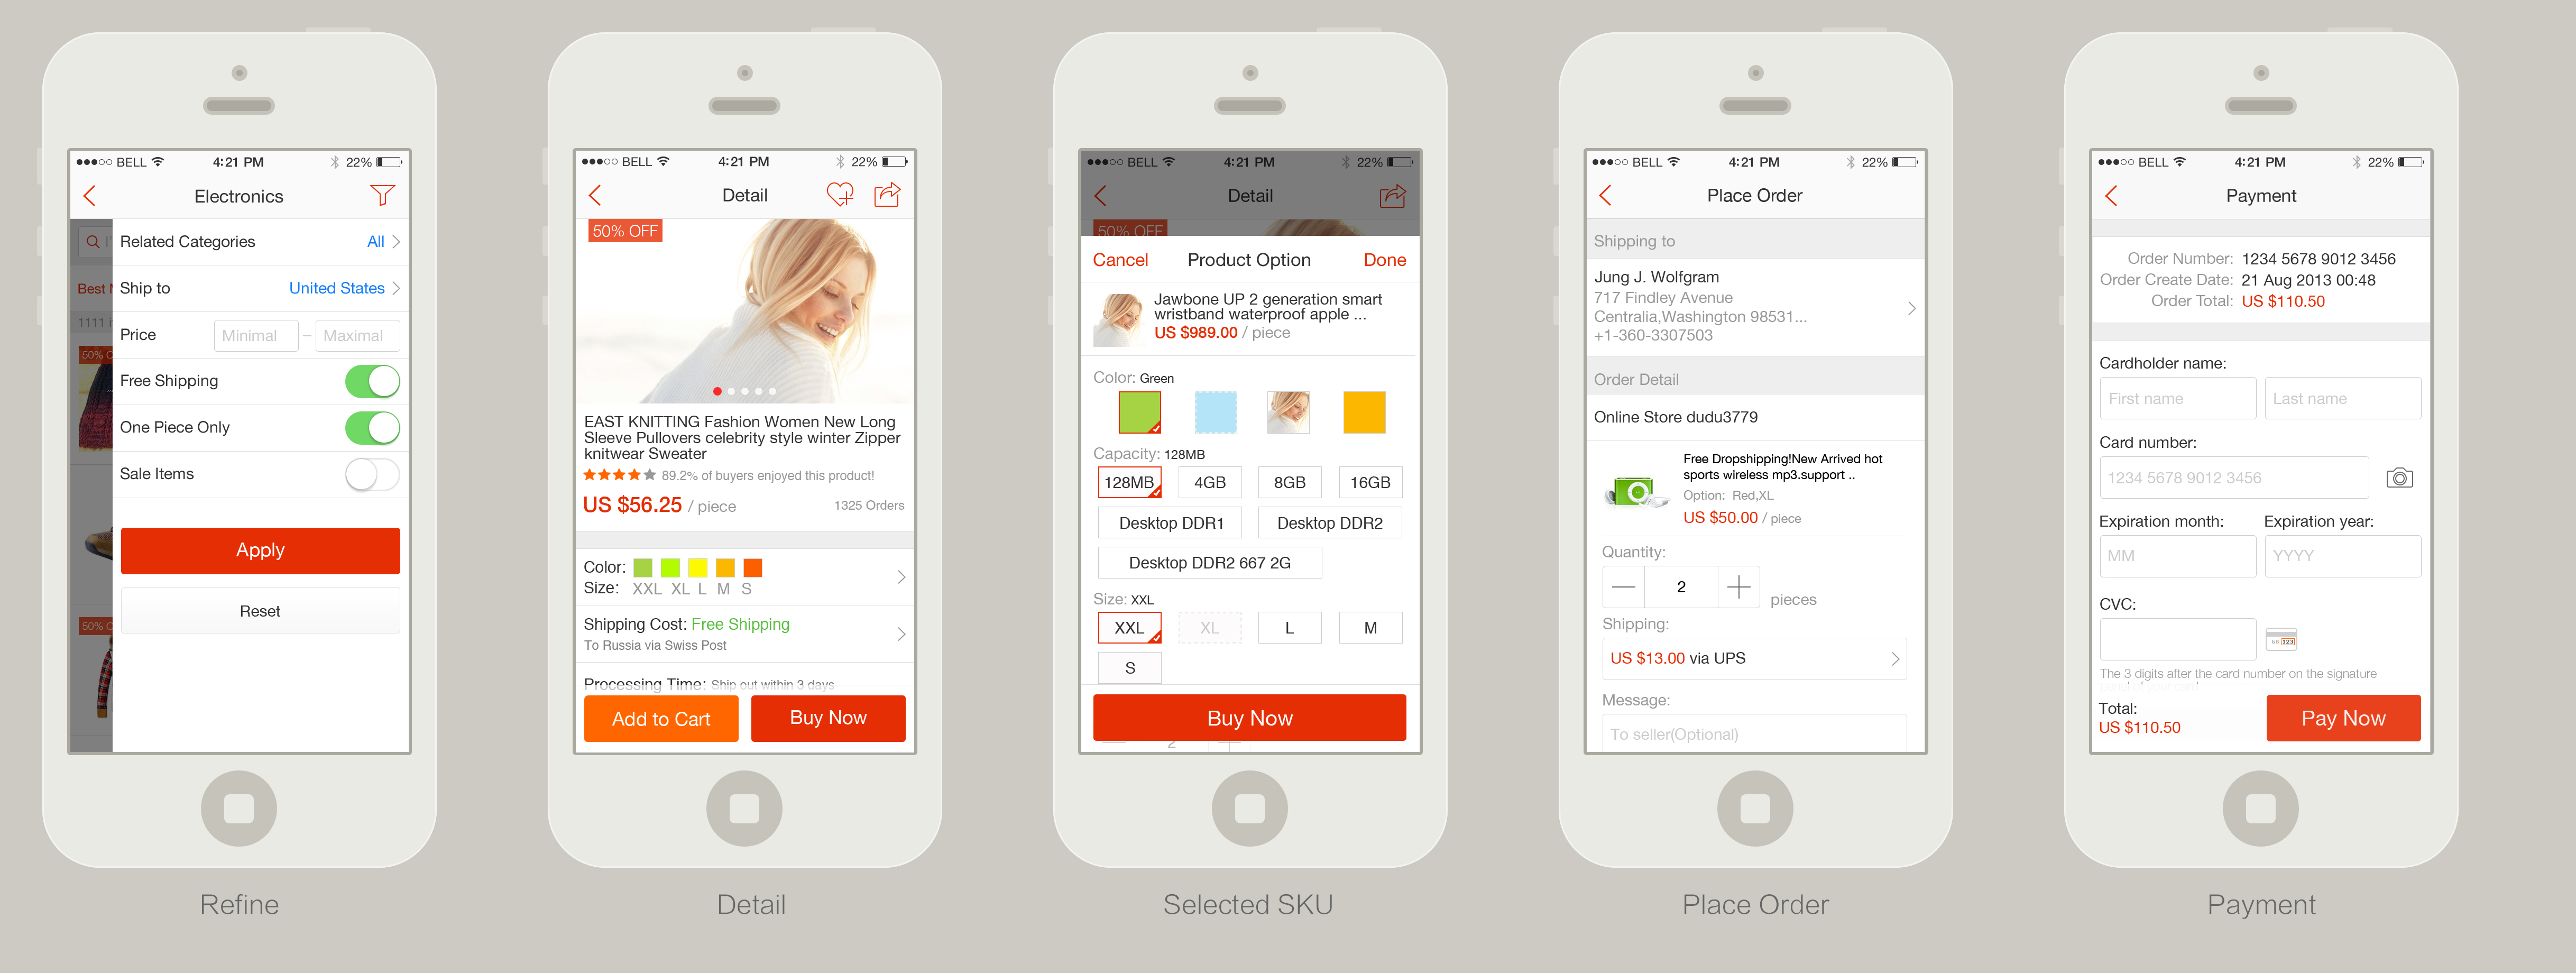 BELL
4:21 PM
22%
Electronics
Related Categories
All
Ship to
United States
Price
Minimal
–
Maximal
Free Shipping
One Piece Only
Sale Items
Apply
Reset
Best
1111
50%
50%
Refine
BELL
4:21 PM
22%
Detail
50% OFF
EAST KNITTING Fashion Women New Long
Sleeve Pullovers celebrity style winter Zipper
knitwear Sweater
89.2% of buyers enjoyed this product!
US $56.25 / piece
1325 Orders
Color:
Size: XXL XL L M S
Shipping Cost: Free Shipping
To Russia via Swiss Post
Processing Time: Ship out within 3 days
Add to Cart
Buy Now
Detail
BELL
4:21 PM
22%
Detail
50% OFF
Cancel
Product Option
Done
Jawbone UP 2 generation smart
wristband waterproof apple ...
US $989.00 / piece
Color: Green
Capacity: 128MB
128MB
4GB
8GB
16GB
Desktop DDR1
Desktop DDR2
Desktop DDR2 667 2G
Size: XXL
XXL
XL
L
M
S
Buy Now
2
Selected SKU
BELL
4:21 PM
22%
Place Order
Shipping to
Jung J. Wolfgram
717 Findley Avenue
Centralia,Washington 98531...
+1-360-3307503
Order Detail
Online Store dudu3779
Free Dropshipping!New Arrived hot
sports wireless mp3.support ..
Option: Red,XL
US $50.00 / piece
Quantity:
2
pieces
Shipping:
US $13.00 via UPS
Message:
To seller(Optional)
Place Order
BELL
4:21 PM
22%
Payment
Order Number: 1234 5678 9012 3456
Order Create Date: 21 Aug 2013 00:48
Order Total: US $110.50
Cardholder name:
First name
Last name
Card number:
1234 5678 9012 3456
Expiration month:
Expiration year:
MM
YYYY
CVC:
123
The 3 digits after the card number on the signature
Total:
US $110.50
Pay Now
Payment